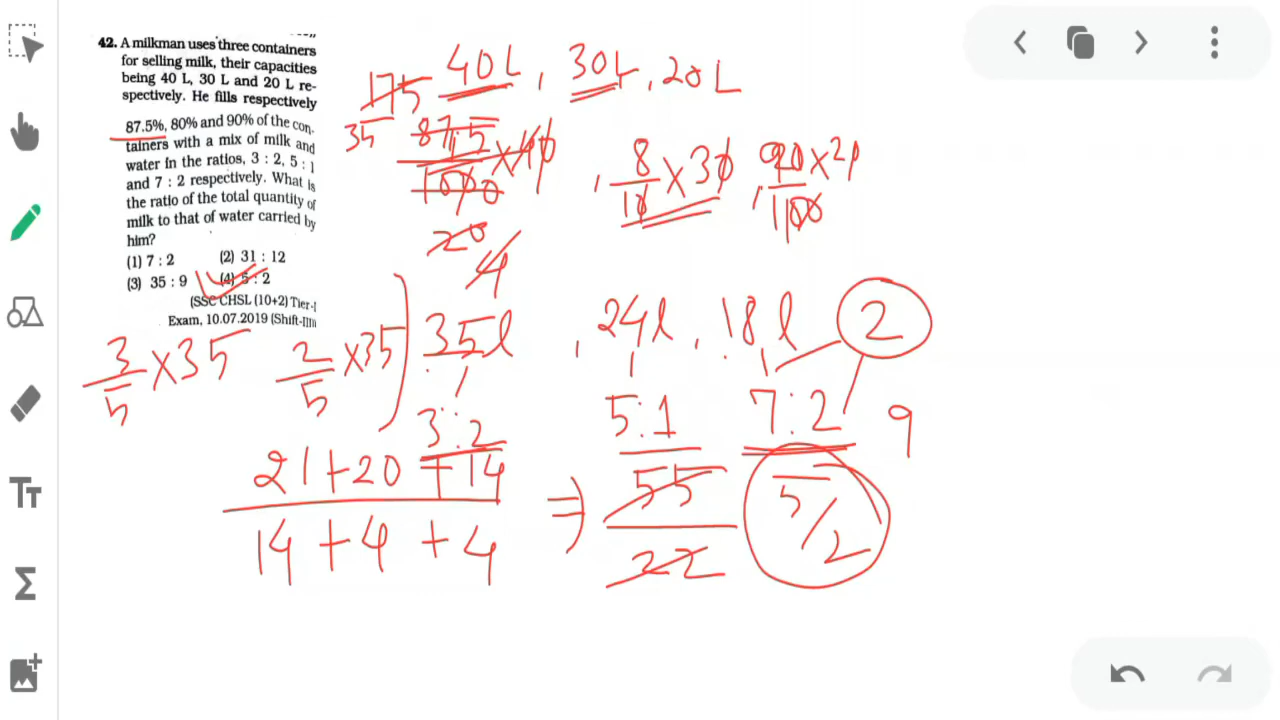 42. A milkman uses three containers
for selling milk, their capacities
being 40 L, 30 L and 20 L re-
spectively. He fills respectively
87.5%, 80% and 90% of the con-
tainers with a mix of milk and
water in the ratios, 3 : 2, 5 : 1
and 7 : 2 respectively. What is
the ratio of the total quantity of
milk to that of water carried by
him?
(1) 7 : 2 (2) 31 : 12
(3) 35 : 9 (4) 5 : 2
(SSC CHSL (10+2) Tier-I
Exam, 10.07.2019 (Shift-III)
40L, 30L, 20L
175
35 87.5/1000 × 40, 8/10 × 30, 90/100 × 20
20
4
35l, 24l, 18l 2
3/5 × 35 2/5 × 35
3:2 5:1 7:2 9
21+20+14 / 14+4+4 ⇒ 55/22 5/2
Tт
Σ